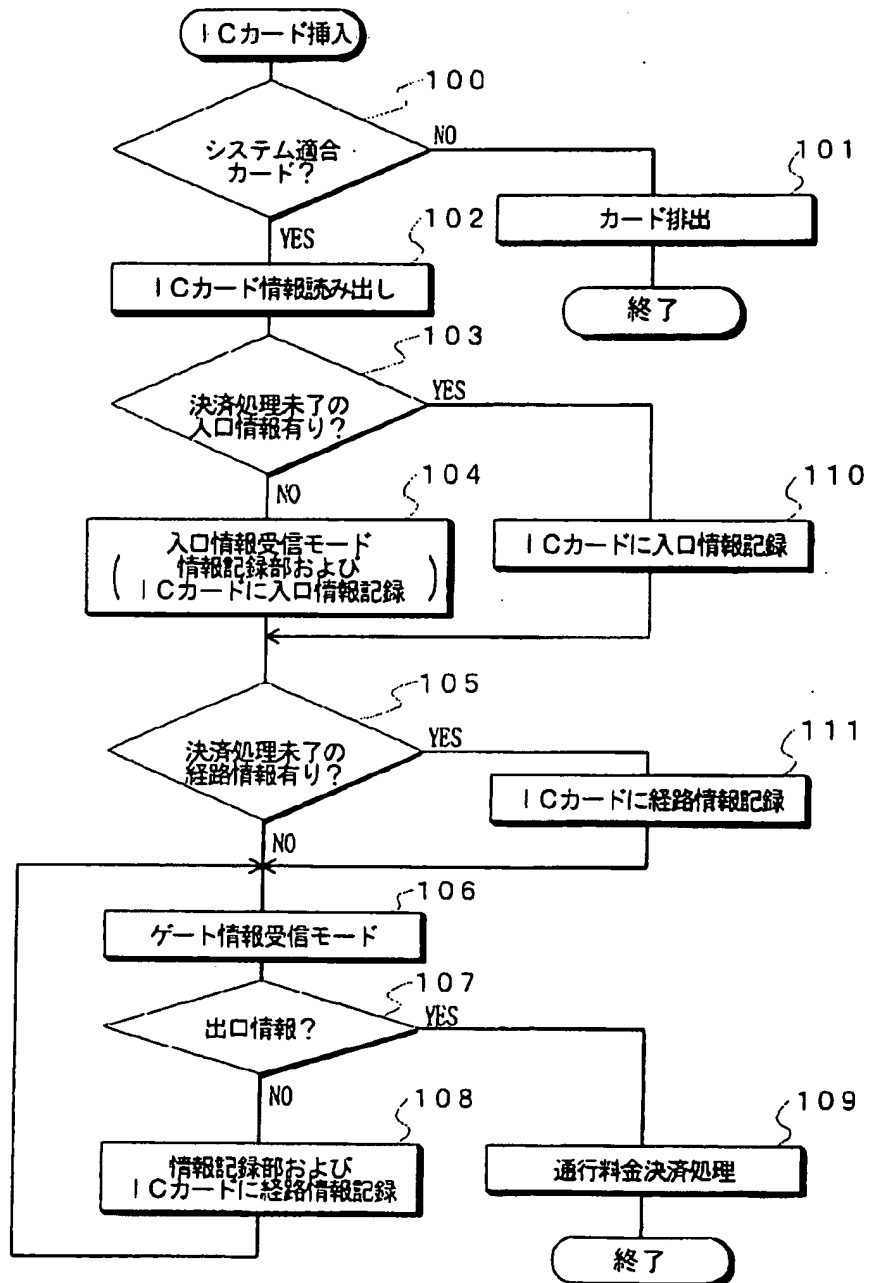 ICカード挿入
100
システム適合
カード?
NO
101
カード排出
終了
YES
102
ICカード情報読み出し
103
決済処理未了の
入口情報有り?
YES
110
ICカードに入口情報記録
NO
104
入口情報受信モード
(情報記録部および
ICカードに入口情報記録)
105
決済処理未了の
経路情報有り?
YES
111
ICカードに経路情報記録
NO
106
ゲート情報受信モード
107
出口情報?
YES
NO
108
情報記録部および
ICカードに経路情報記録
109
通行料金決済処理
終了